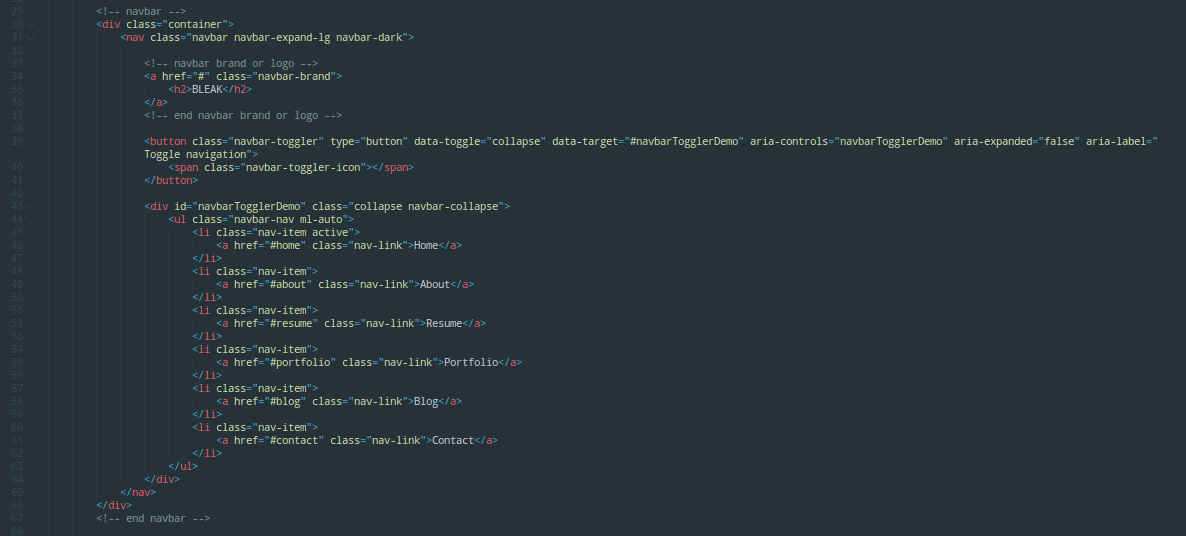 29 <!-- navbar -->
30 <div class="container">
31 <nav class="navbar navbar-expand-lg navbar-dark">
32
33 <!-- navbar brand or logo -->
34 <a href="#" class="navbar-brand">
35 <h2>BLEAK</h2>
36 </a>
37 <!-- end navbar brand or logo -->
38
39 <button class="navbar-toggler" type="button" data-toggle="collapse" data-target="#navbarTogglerDemo" aria-controls="navbarTogglerDemo" aria-expanded="false" aria-label="
Toggle navigation">
40 <span class="navbar-toggler-icon"></span>
41 </button>
42
43 <div id="navbarTogglerDemo" class="collapse navbar-collapse">
44 <ul class="navbar-nav ml-auto">
45 <li class="nav-item active">
46 <a href="#home" class="nav-link">Home</a>
47 </li>
48 <li class="nav-item">
49 <a href="#about" class="nav-link">About</a>
50 </li>
51 <li class="nav-item">
52 <a href="#resume" class="nav-link">Resume</a>
53 </li>
54 <li class="nav-item">
55 <a href="#portfolio" class="nav-link">Portfolio</a>
56 </li>
57 <li class="nav-item">
58 <a href="#blog" class="nav-link">Blog</a>
59 </li>
60 <li class="nav-item">
61 <a href="#contact" class="nav-link">Contact</a>
62 </li>
63 </ul>
64 </div>
65 </nav>
66 </div>
67 <!-- end navbar -->
68